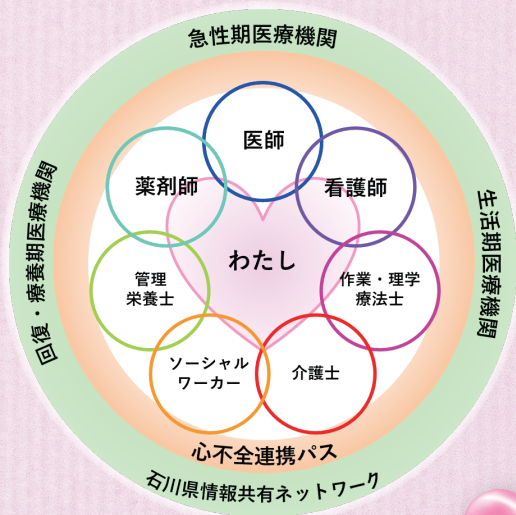 急性期医療機関
医師
薬剤師
看護師
わたし
回復・療養期医療機関
生活期医療機関
管理
栄養士
作業・理学
療法士
ソーシャル
ワーカー
介護士
心不全連携パス
石川県情報共有ネットワーク